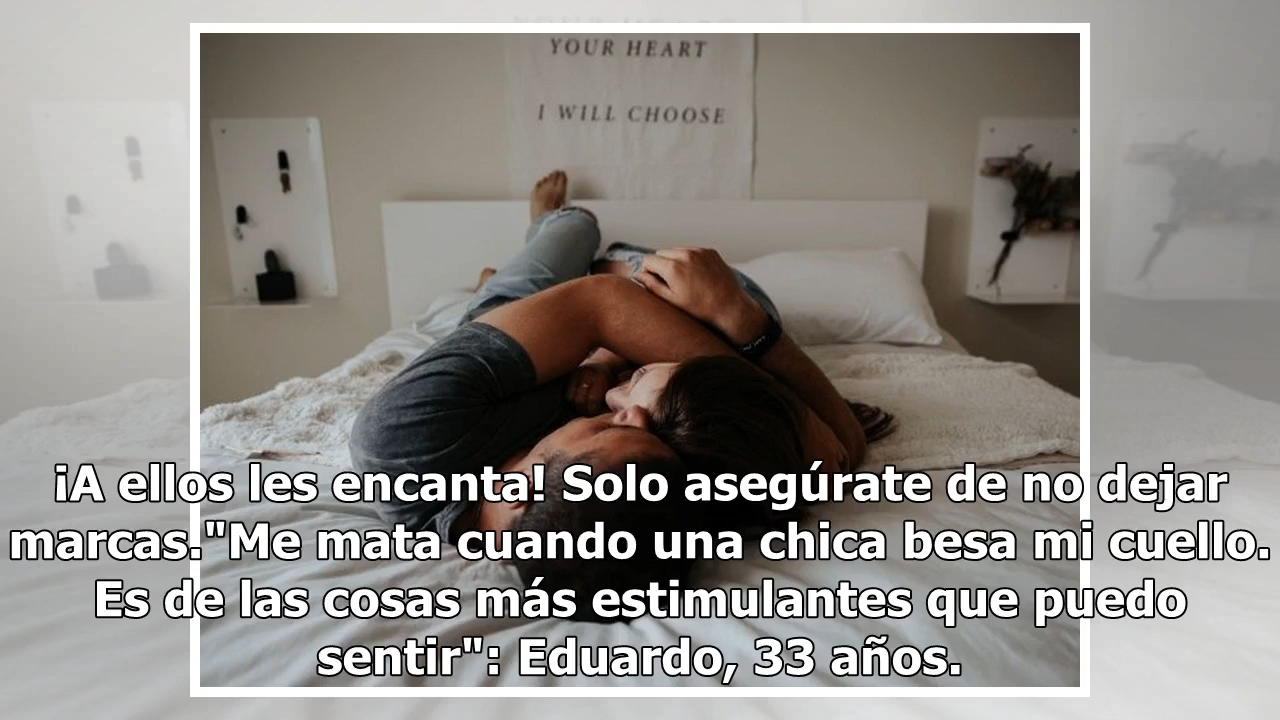 YOUR HEART
I WILL CHOOSE
¡A ellos les encanta! Solo asegúrate de no dejar
marcas."Me mata cuando una chica besa mi cuello.
Es de las cosas más estimulantes que puedo
sentir": Eduardo, 33 años.